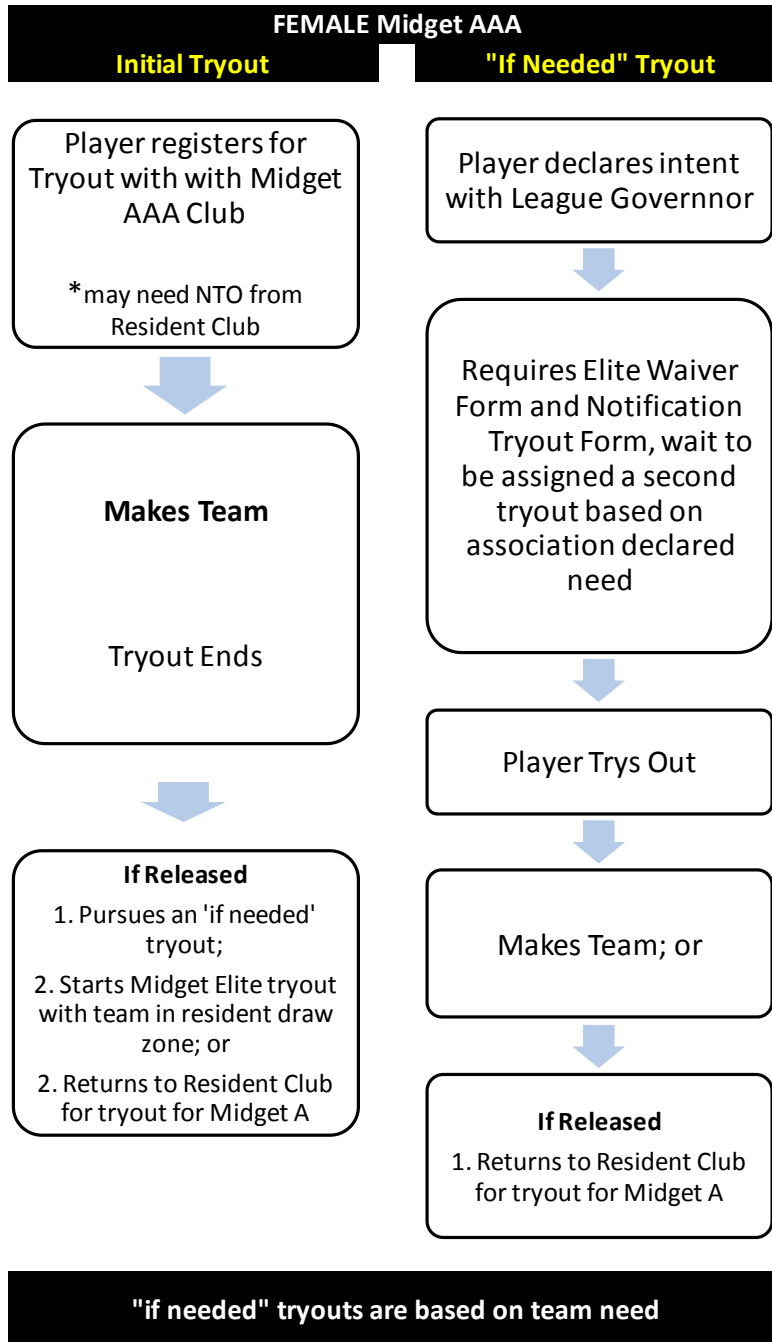 FEMALE Midget AAA
Initial Tryout
Player registers for
Tryout with with Midget
AAA Club
*may need NTO from
Resident Club
Makes Team
Tryout Ends
If Released
1. Pursues an 'if needed'
tryout;
2. Starts Midget Elite tryout
with team in resident draw
zone; or
2. Returns to Resident Club
for tryout for Midget A
"If Needed" Tryout
Player declares intent
with League Governnor
Requires Elite Waiver
Form and Notification
Tryout Form, wait to
be assigned a second
tryout based on
association declared
need
Player Trys Out
Makes Team; or
If Released
1. Returns to Resident Club
for tryout for Midget A
"if needed" tryouts are based on team need